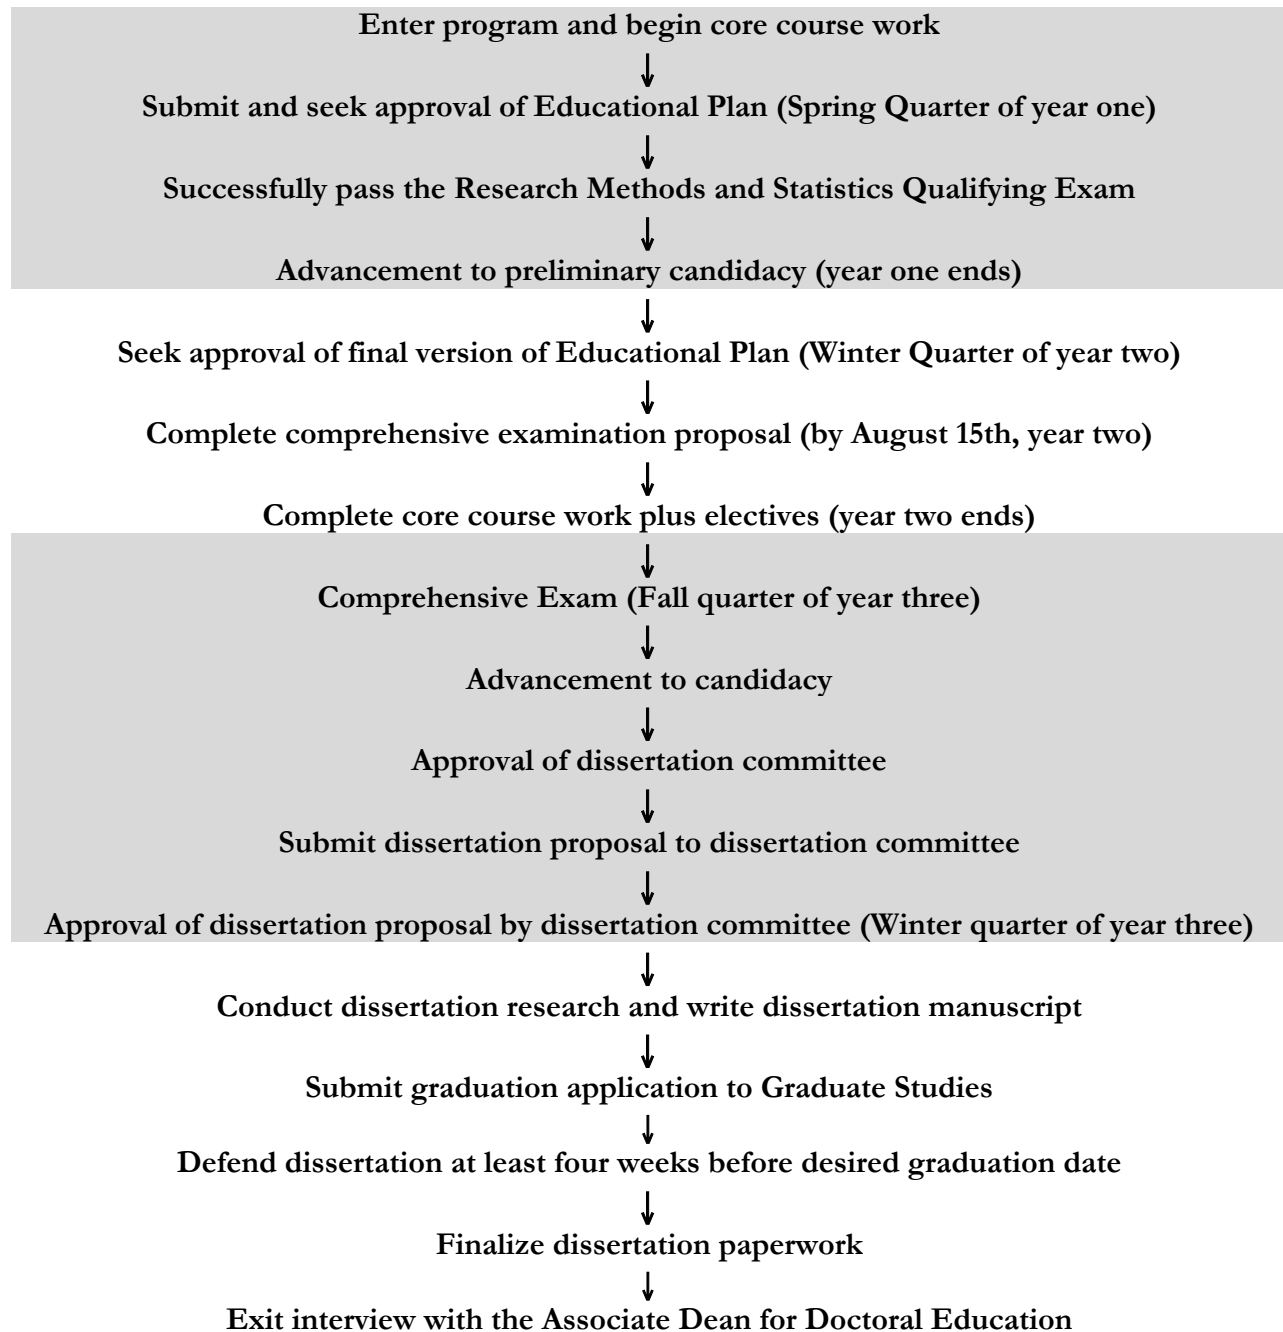 Enter program and begin core course work
Submit and seek approval of Educational Plan (Spring Quarter of year one)
Successfully pass the Research Methods and Statistics Qualifying Exam
Advancement to preliminary candidacy (year one ends)
Seek approval of final version of Educational Plan (Winter Quarter of year two)
Complete comprehensive examination proposal (by August 15th, year two)
Complete core course work plus electives (year two ends)
Comprehensive Exam (Fall quarter of year three)
Advancement to candidacy
Approval of dissertation committee
Submit dissertation proposal to dissertation committee
Approval of dissertation proposal by dissertation committee (Winter quarter of year three)
Conduct dissertation research and write dissertation manuscript
Submit graduation application to Graduate Studies
Defend dissertation at least four weeks before desired graduation date
Finalize dissertation paperwork
Exit interview with the Associate Dean for Doctoral Education